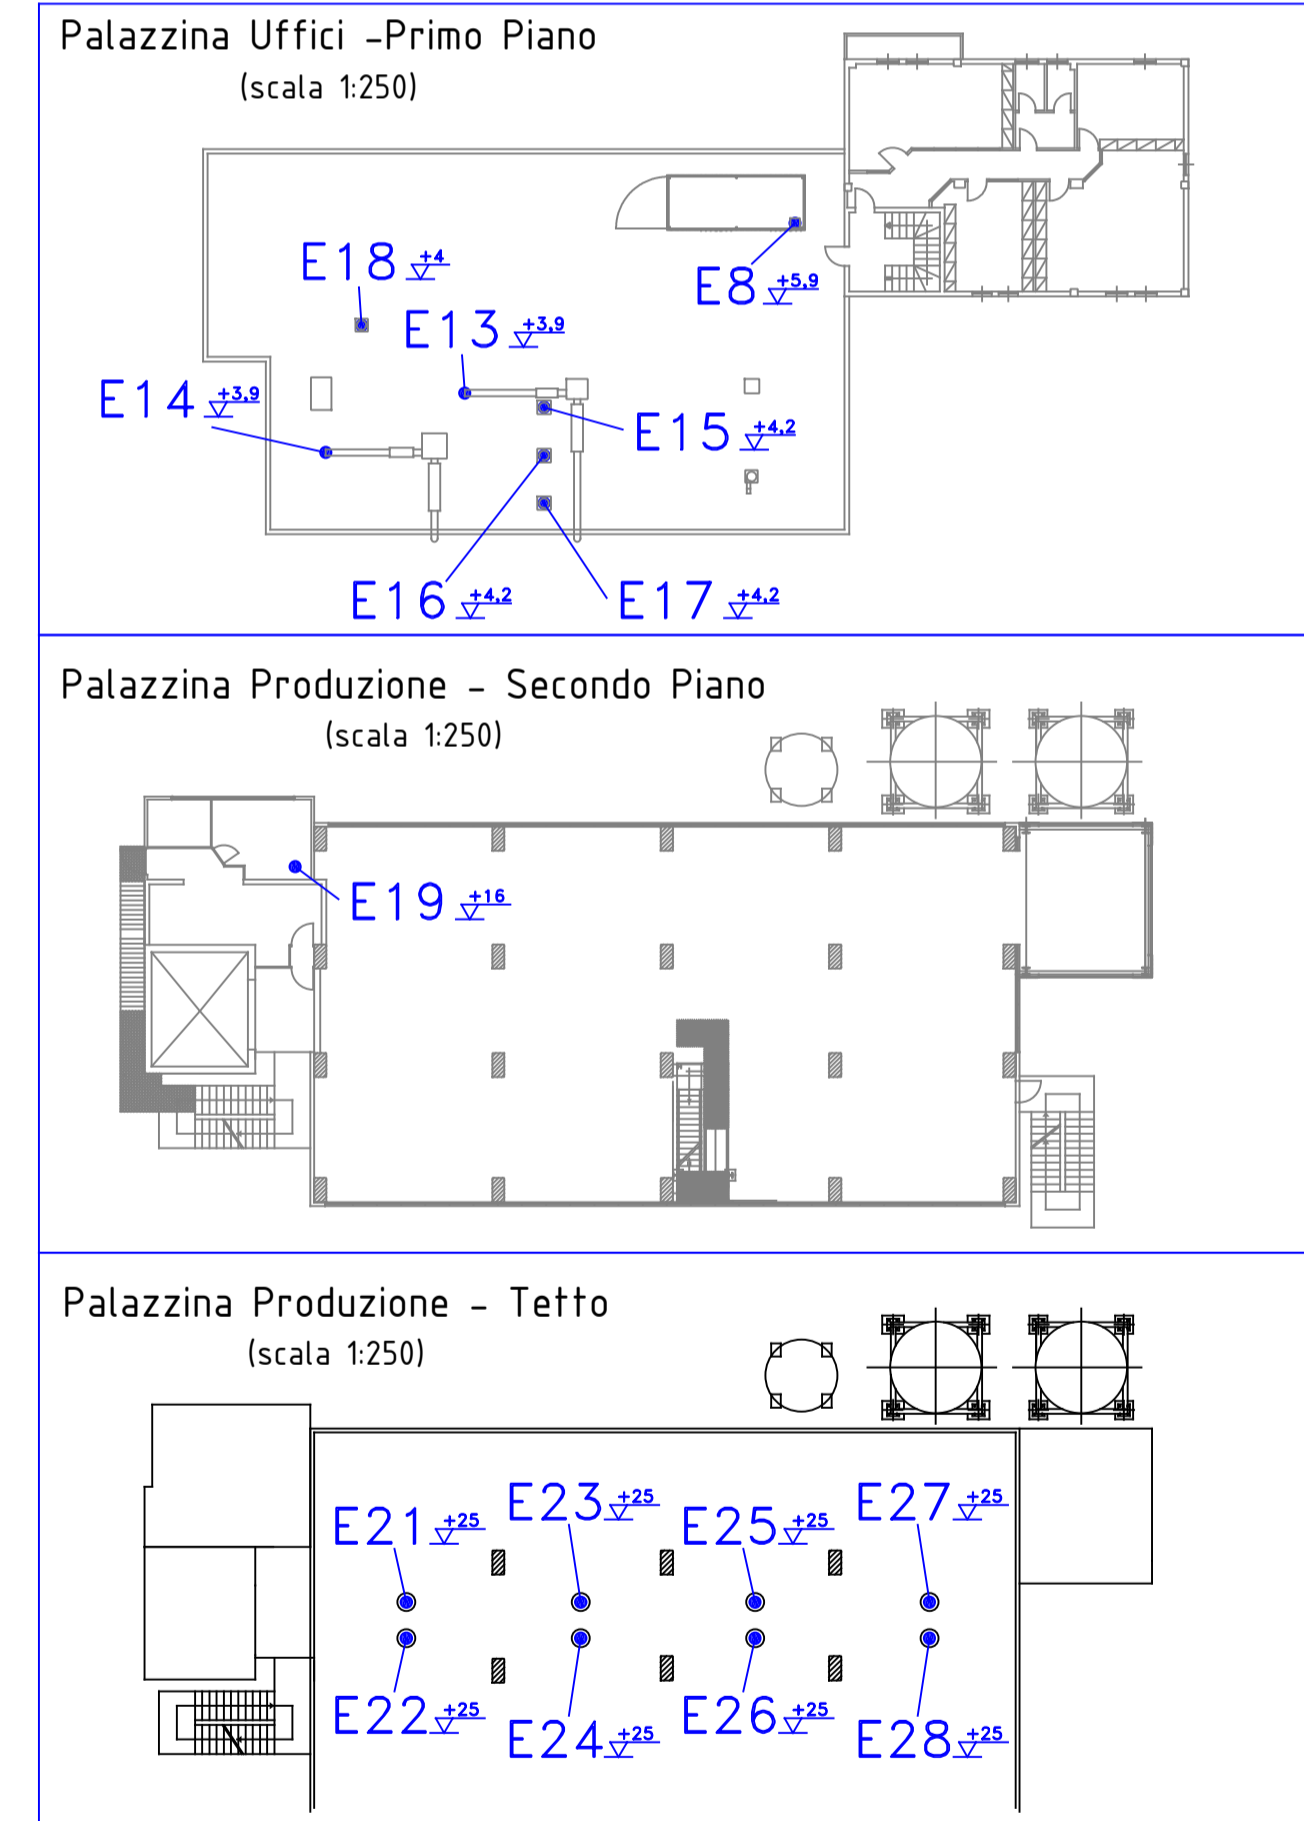 Palazzina Uffici -Primo Piano
(scala 1:250)
E18 +4
E8 +5,9
E13 +3,9
E14 +3,9
E15 +4,2
E16 +4,2
E17 +4,2
Palazzina Produzione - Secondo Piano
(scala 1:250)
E19 +16
Palazzina Produzione - Tetto
(scala 1:250)
E21 +25
E23 +25
E25 +25
E27 +25
E22 +25
E24 +25
E26 +25
E28 +25